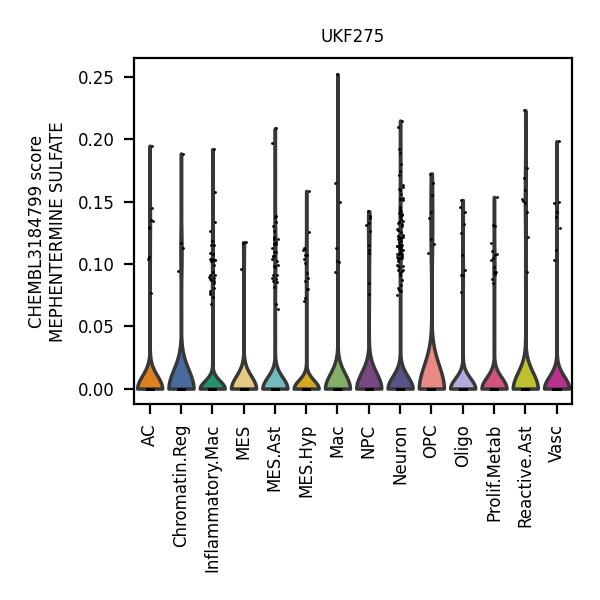 UKF275
CHEMBL3184799 score
MEPHENTERMINE SULFATE
0.25
0.20
0.15
0.10
0.05
0.00
AC
Chromatin.Reg
Inflammatory.Mac
MES
MES.Ast
MES.Hyp
Mac
NPC
Neuron
OPC
Oligo
Prolif.Metab
Reactive.Ast
Vasc